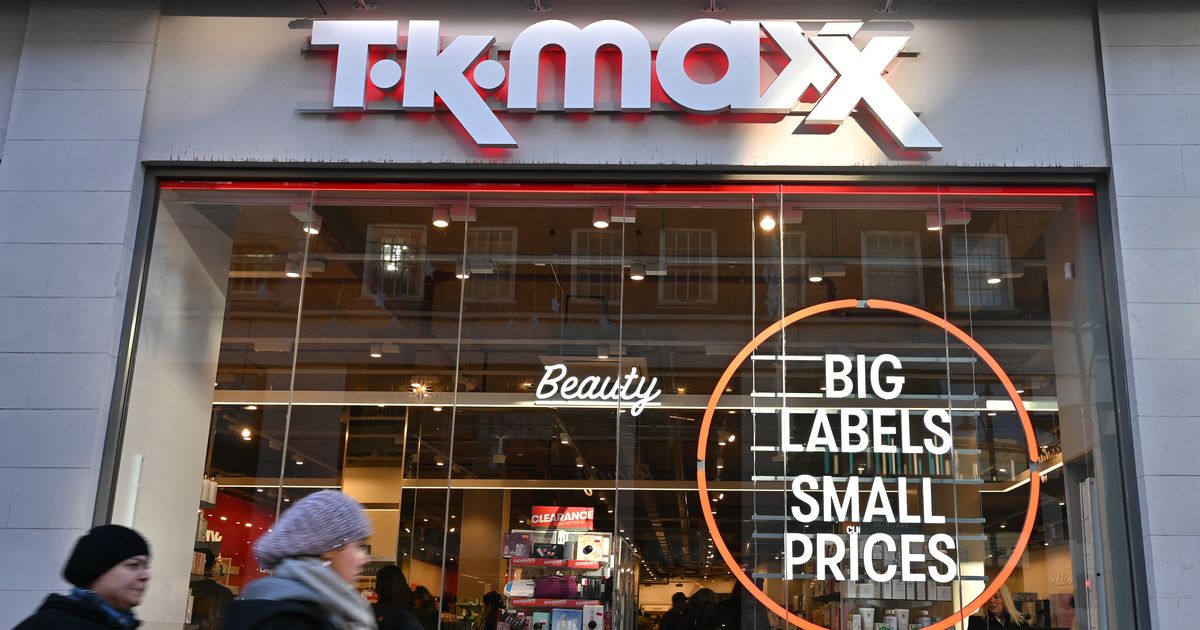 T·K·maxx
Beauty
BIG
LABELS
SMALL
PRICES
CLEARANCE